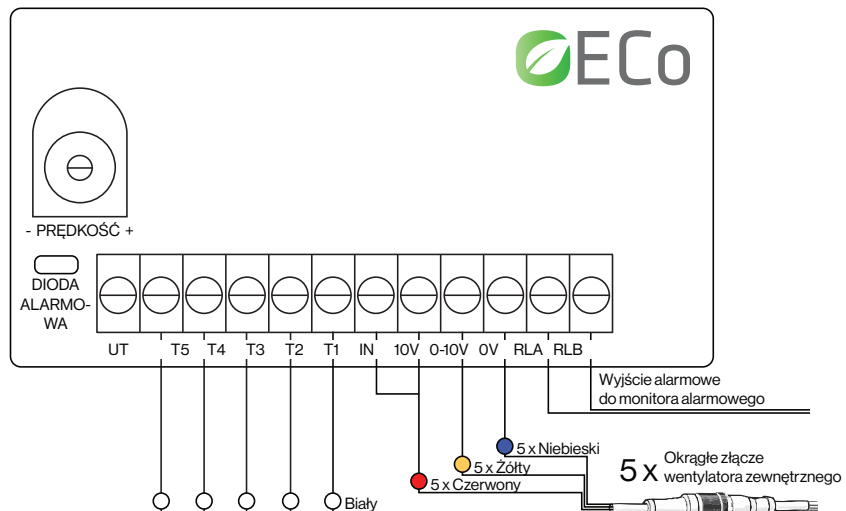 ECo
- PRĘDKOŚĆ +
DIODA
ALARMO-
WA
UT T5 T4 T3 T2 T1 IN 10V 0-10V 0V RLA RLB
Wyjście alarmowe
do monitora alarmowego
5 x Niebieski
5 x Żółty
5 x Czerwony
5 x Okrągłe złącze
wentylatora zewnętrznego
Biały